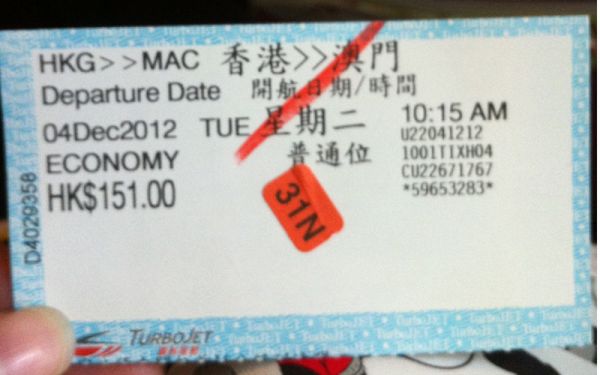 HKG>>MAC 香港>>澳門
Departure Date 開航日期/時間
04Dec2012 TUE 星期二 10:15 AM
U22041212
ECONOMY 普通位 1001TIXH04
CU22671767
HK$151.00 *59653283*
31N
D4029358
TURBOJET